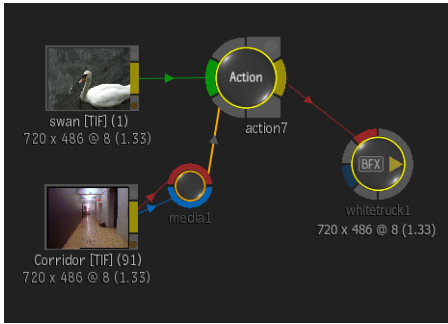 swan [TIF] (1)
720 x 486 @ 8 (1.33)
Action
action7
Corridor [TIF] (91)
720 x 486 @ 8 (1.33)
media1
BFX
whitetruck1
720 x 486 @ 8 (1.33)